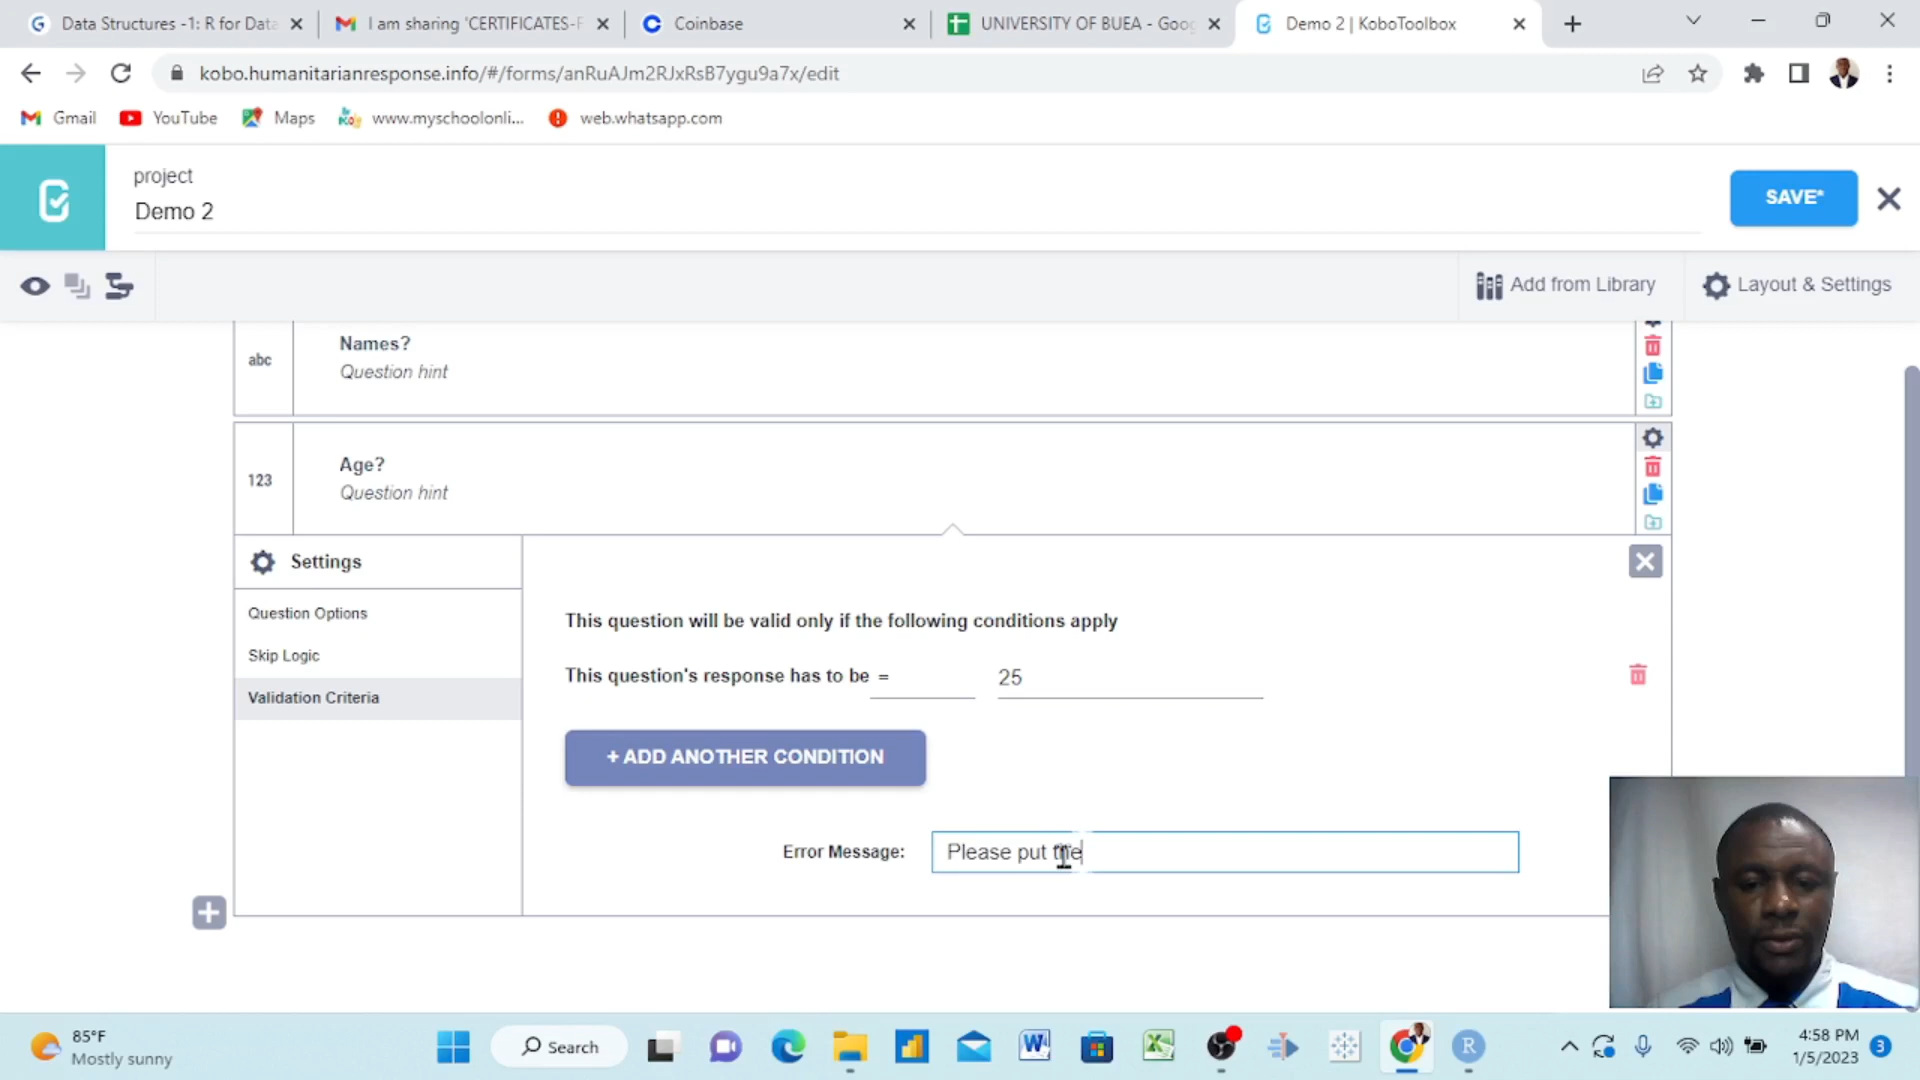 Data Structures -1: R for Data
I am sharing 'CERTIFICATES-F
Coinbase
UNIVERSITY OF BUEA - Goog
Demo 2 | KoboToolbox
kobo.humanitarianresponse.info/#/forms/anRuAJm2RJxRsB7ygu9a7x/edit
Gmail
YouTube
Maps
www.myschoolonli...
web.whatsapp.com
project
Demo 2
SAVE*
Add from Library
Layout & Settings
abc
Names?
Question hint
123
Age?
Question hint
Settings
Question Options
Skip Logic
Validation Criteria
This question will be valid only if the following conditions apply
This question's response has to be = 25
+ ADD ANOTHER CONDITION
Error Message: Please put the
85°F
Mostly sunny
Search
4:58 PM
1/5/2023
3